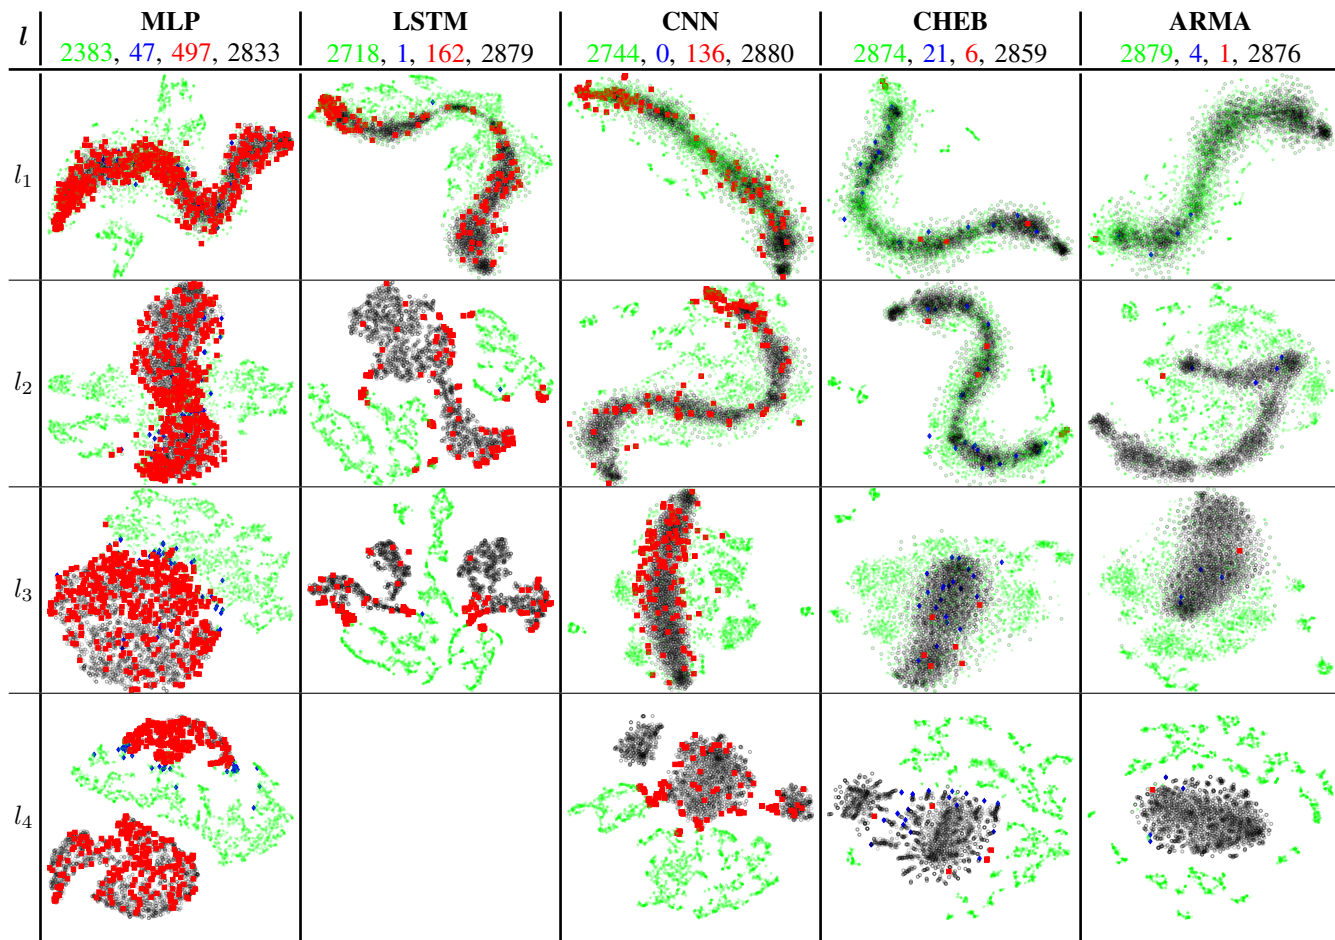 l MLP LSTM CNN CHEB ARMA
2383, 47, 497, 2833 2718, 1, 162, 2879 2744, 0, 136, 2880 2874, 21, 6, 2859 2879, 4, 1, 2876
l1
l2
l3
l4